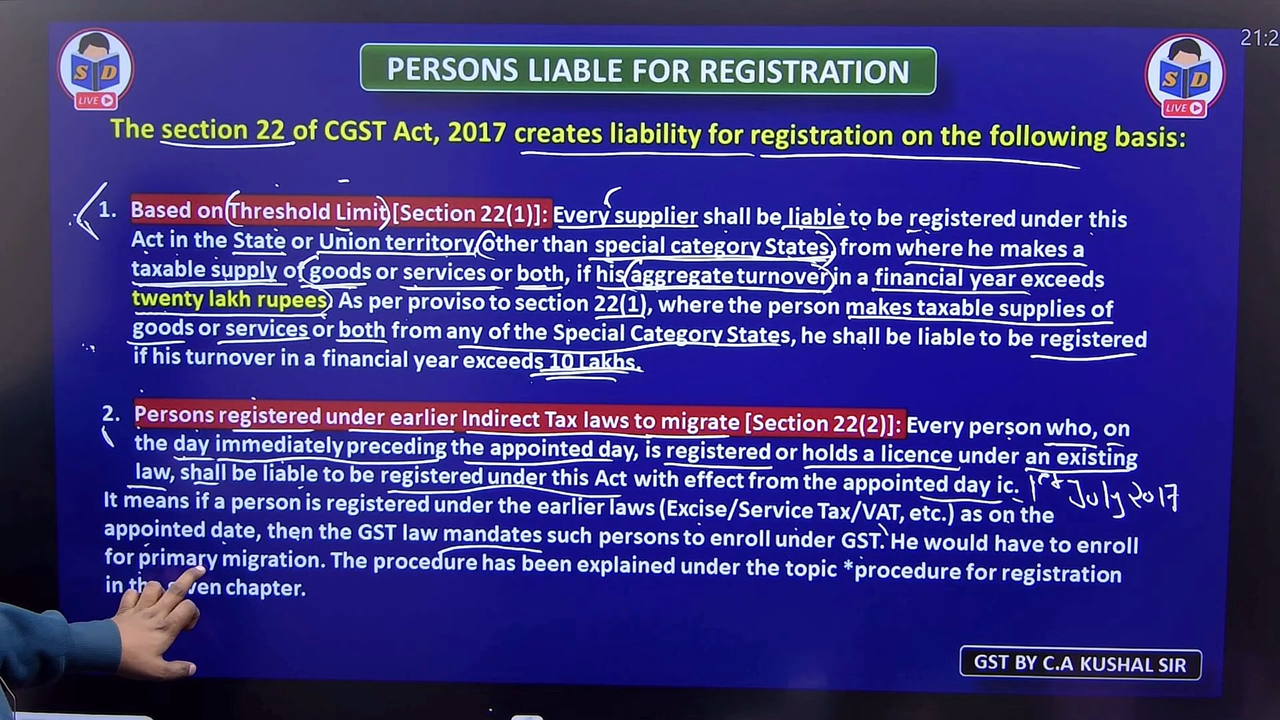 21:2
S D
LIVE
PERSONS LIABLE FOR REGISTRATION
S D
LIVE
The section 22 of CGST Act, 2017 creates liability for registration on the following basis:
1. Based on Threshold Limit [Section 22(1)]: Every supplier shall be liable to be registered under this
Act in the State or Union territory, other than special category States, from where he makes a
taxable supply of goods or services or both, if his aggregate turnover in a financial year exceeds
twenty lakh rupees. As per proviso to section 22(1), where the person makes taxable supplies of
goods or services or both from any of the Special Category States, he shall be liable to be registered
if his turnover in a financial year exceeds 10 Lakhs.
2. Persons registered under earlier Indirect Tax laws to migrate [Section 22(2)]: Every person who, on
the day immediately preceding the appointed day, is registered or holds a licence under an existing
law, shall be liable to be registered under this Act with effect from the appointed day ic. 1st July 2017
It means if a person is registered under the earlier laws (Excise/Service Tax/VAT, etc.) as on the
appointed date, then the GST law mandates such persons to enroll under GST. He would have to enroll
for primary migration. The procedure has been explained under the topic *procedure for registration
in chapter.
GST BY C.A KUSHAL SIR